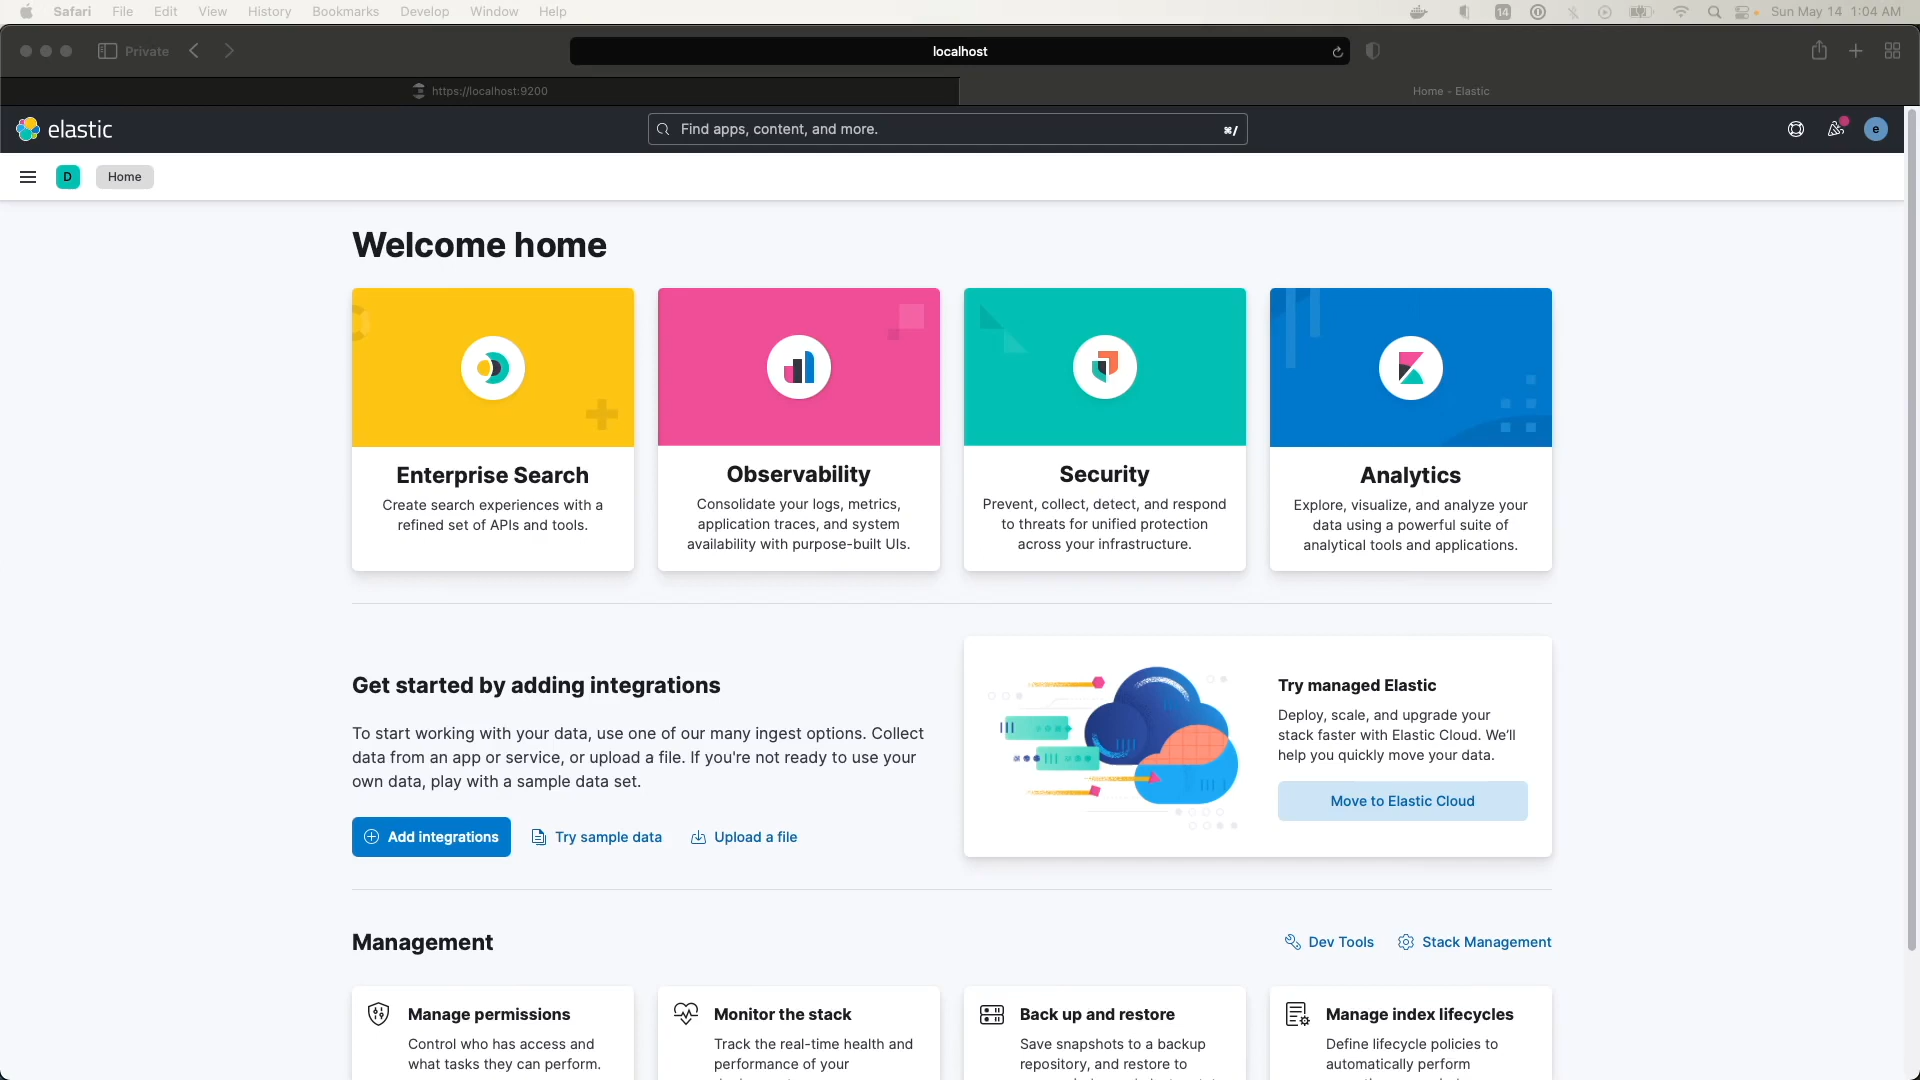 Safari File Edit View History Bookmarks Develop Window Help
14
Sun May 14 1:04 AM
Private
localhost
https://localhost:9200
Home - Elastic
elastic
Find apps, content, and more.
⌘/
e
D
Home
Welcome home
Enterprise Search
Create search experiences with a
refined set of APIs and tools.
Observability
Consolidate your logs, metrics,
application traces, and system
availability with purpose-built UIs.
Security
Prevent, collect, detect, and respond
to threats for unified protection
across your infrastructure.
Analytics
Explore, visualize, and analyze your
data using a powerful suite of
analytical tools and applications.
Get started by adding integrations
To start working with your data, use one of our many ingest options. Collect
data from an app or service, or upload a file. If you're not ready to use your
own data, play with a sample data set.
Add integrations
Try sample data
Upload a file
Try managed Elastic
Deploy, scale, and upgrade your
stack faster with Elastic Cloud. We’ll
help you quickly move your data.
Move to Elastic Cloud
Management
Dev Tools
Stack Management
Manage permissions
Control who has access and
what tasks they can perform.
Monitor the stack
Track the real-time health and
performance of your
Back up and restore
Save snapshots to a backup
repository, and restore to
Manage index lifecycles
Define lifecycle policies to
automatically perform